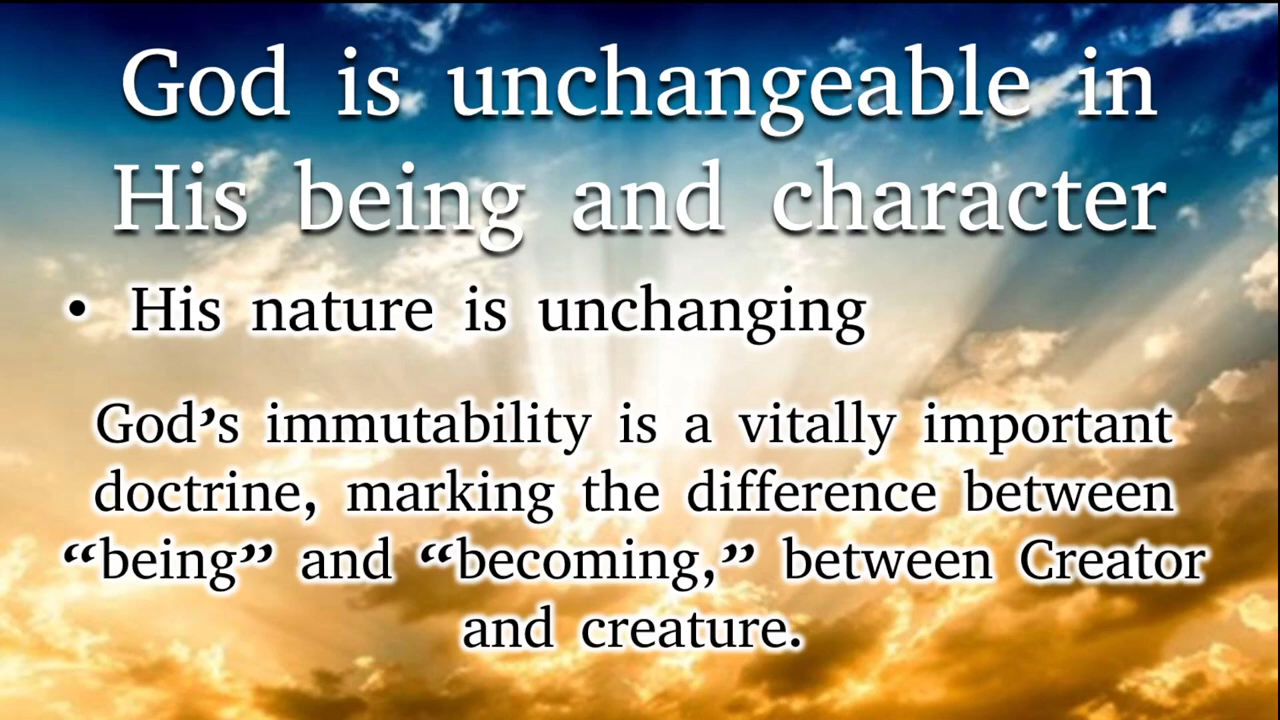 God is unchangeable in
His being and character
• His nature is unchanging
God’s immutability is a vitally important
doctrine, marking the difference between
“being” and “becoming,” between Creator
and creature.